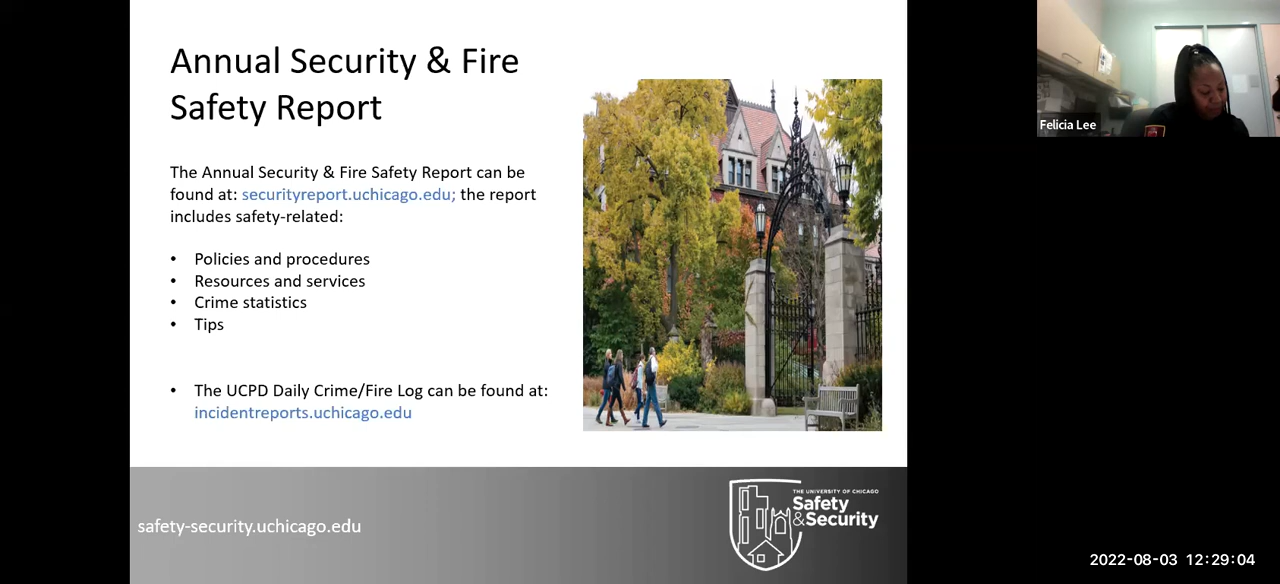 Annual Security & Fire
Safety Report
The Annual Security & Fire Safety Report can be
found at: securityreport.uchicago.edu; the report
includes safety-related:
• Policies and procedures
• Resources and services
• Crime statistics
• Tips
• The UCPD Daily Crime/Fire Log can be found at:
incidentreports.uchicago.edu
safety-security.uchicago.edu
THE UNIVERSITY OF CHICAGO
Safety
&Security
Felicia Lee
2022-08-03 12:29:04